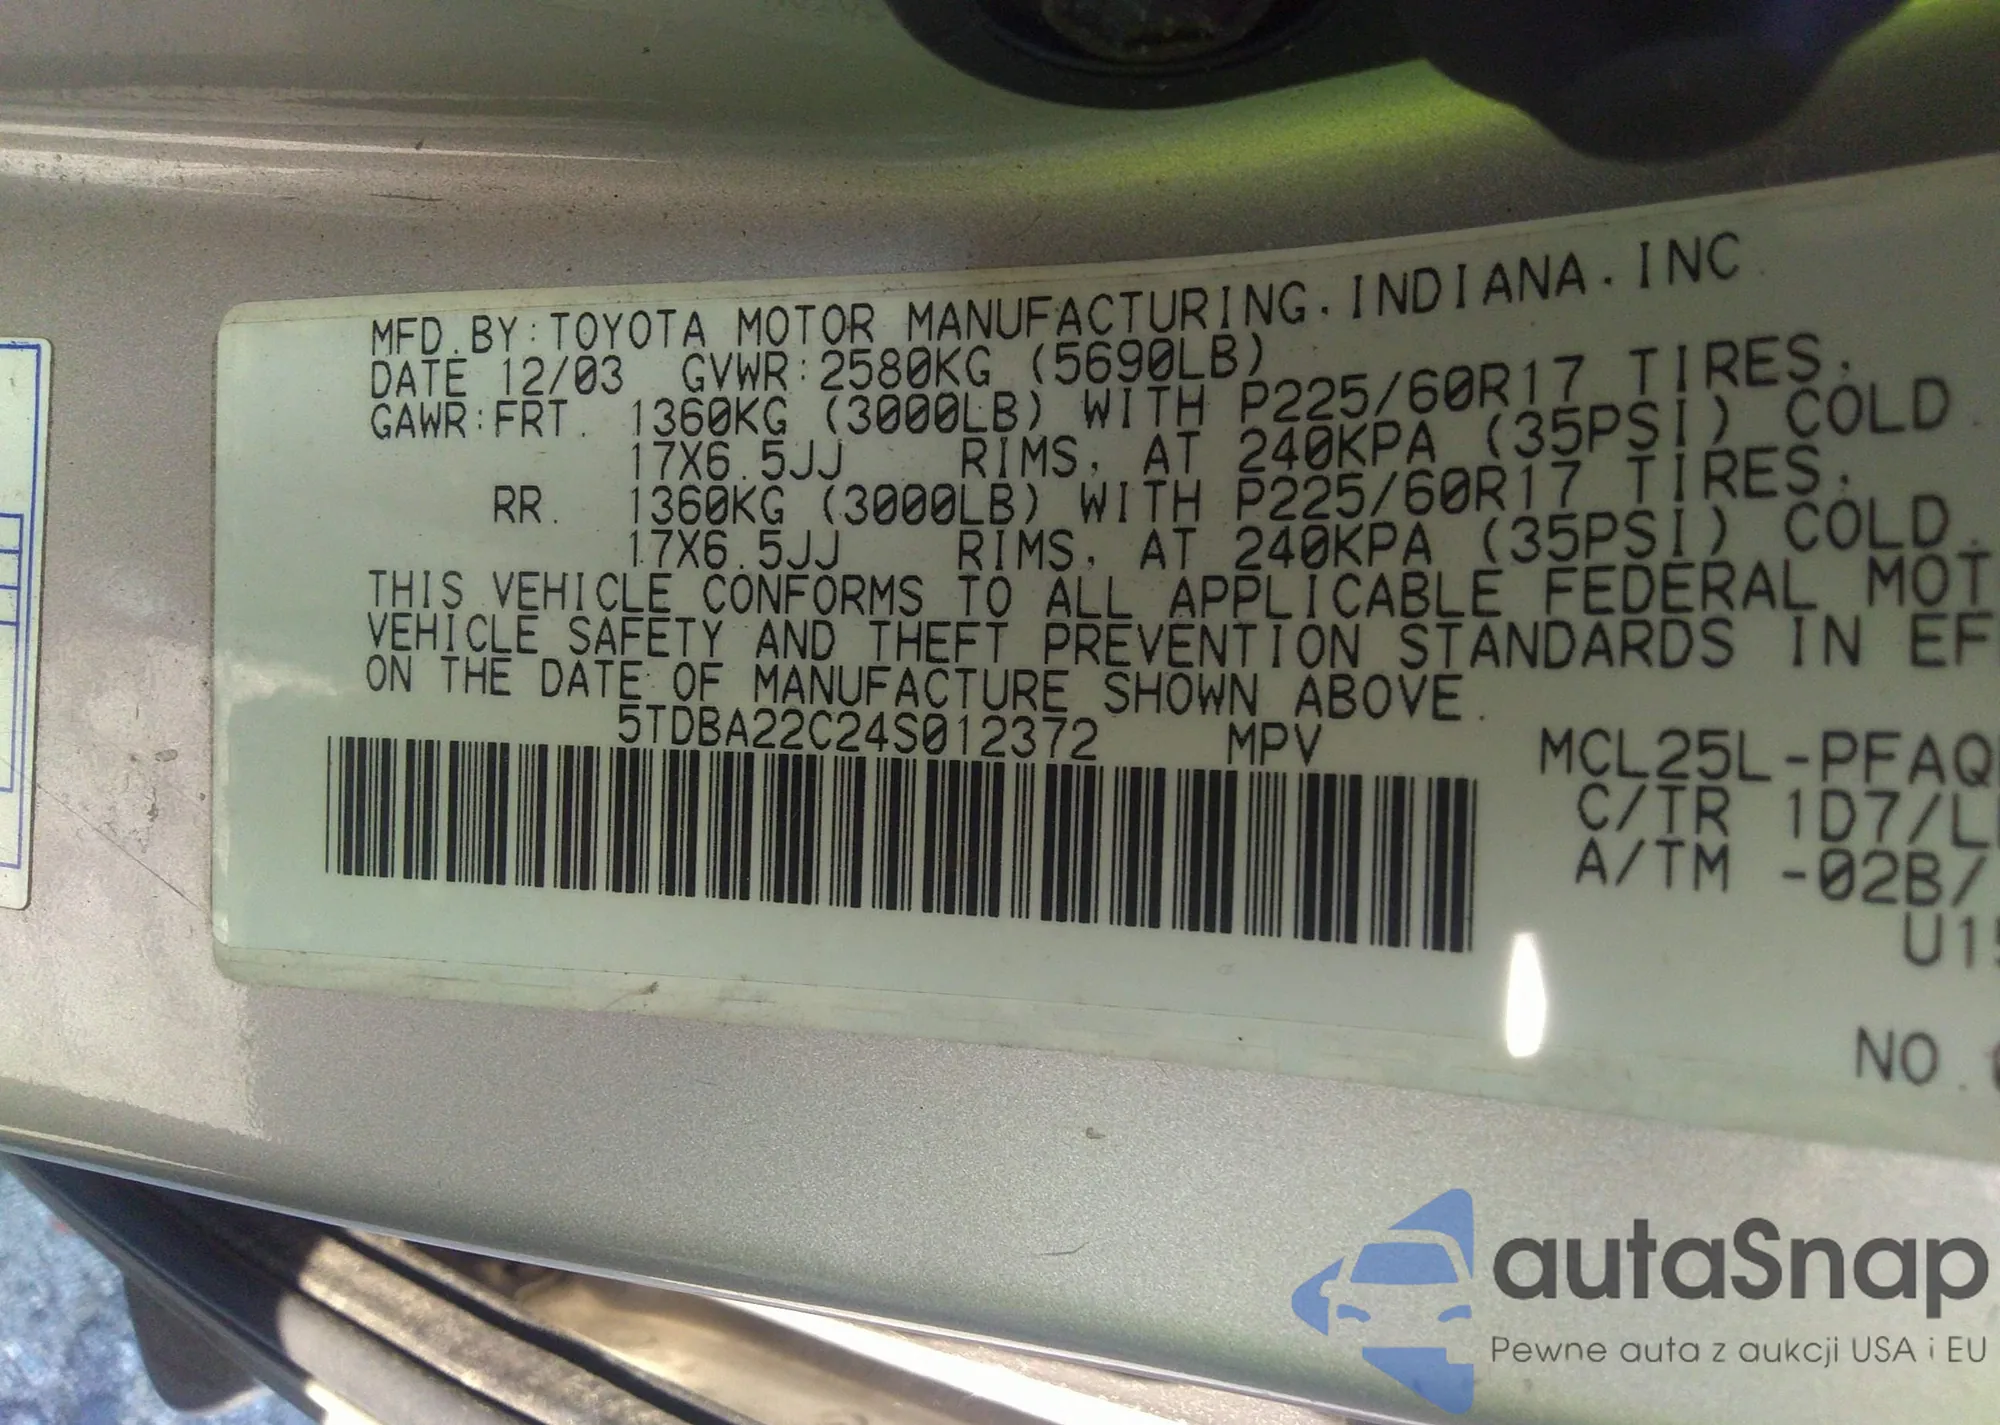 MFD.BY:TOYOTA MOTOR MANUFACTURING.INDIANA.INC.
DATE 12/03 GVWR:2580KG (5690LB)
GAWR:FRT. 1360KG (3000LB) WITH P225/60R17 TIRES.
17X6.5JJ RIMS, AT 240KPA (35PSI) COLD.
RR. 1360KG (3000LB) WITH P225/60R17 TIRES.
17X6.5JJ RIMS, AT 240KPA (35PSI) COLD.
THIS VEHICLE CONFORMS TO ALL APPLICABLE FEDERAL MOT
VEHICLE SAFETY AND THEFT PREVENTION STANDARDS IN EF
ON THE DATE OF MANUFACTURE SHOWN ABOVE.
5TDBA22C24S012372 MPV MCL25L-PFAQ
C/TR 1D7/L
A/TM -02B/
U15
NO.
autaSnap
Pewne auta z aukcji USA i EU